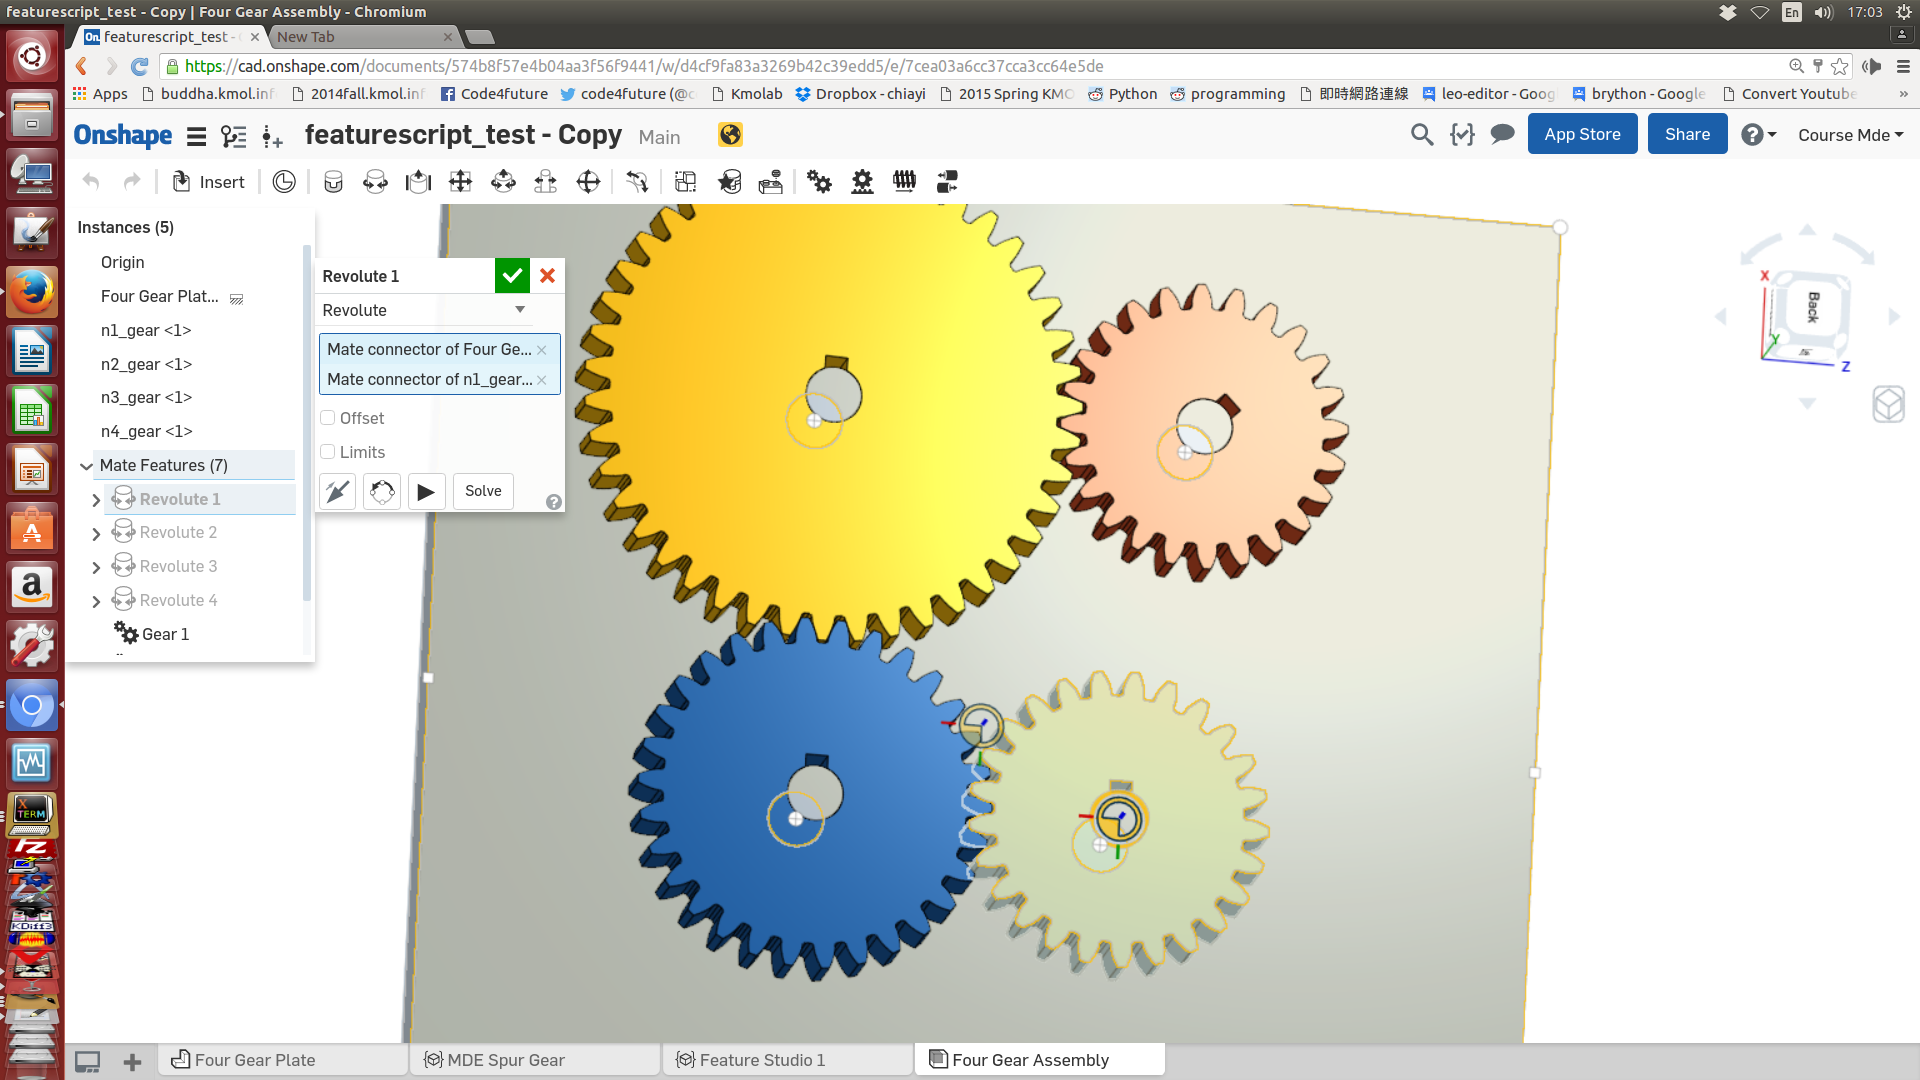 featurescript_test - Copy | Four Gear Assembly - Chromium
En
17:03
On featurescript_test -
New Tab
https://cad.onshape.com/documents/574b8f57e4b04aa3f56f9441/w/d4cf9fa83a3269b42c39edd5/e/7cea03a6cc37cca3cc64e5de
Apps
buddha.kmol.inf
2014fall.kmol.inf
Code4future
code4future (@c
Kmolab
Dropbox - chiayi
2015 Spring KMO
Python
programming
即時網路連線
leo-editor - Goog
brython - Google
Convert Youtube
»
Onshape
featurescript_test - Copy
Main
App Store
Share
Course Mde
Insert
Instances (5)
Origin
Four Gear Plat...
n1_gear <1>
n2_gear <1>
n3_gear <1>
n4_gear <1>
Mate Features (7)
Revolute 1
Revolute 2
Revolute 3
Revolute 4
Gear 1
Revolute 1
Revolute
Mate connector of Four Ge...
Mate connector of n1_gear...
Offset
Limits
Solve
X
Back
Y
Z
XTERM
KDiff3
Four Gear Plate
MDE Spur Gear
Feature Studio 1
Four Gear Assembly